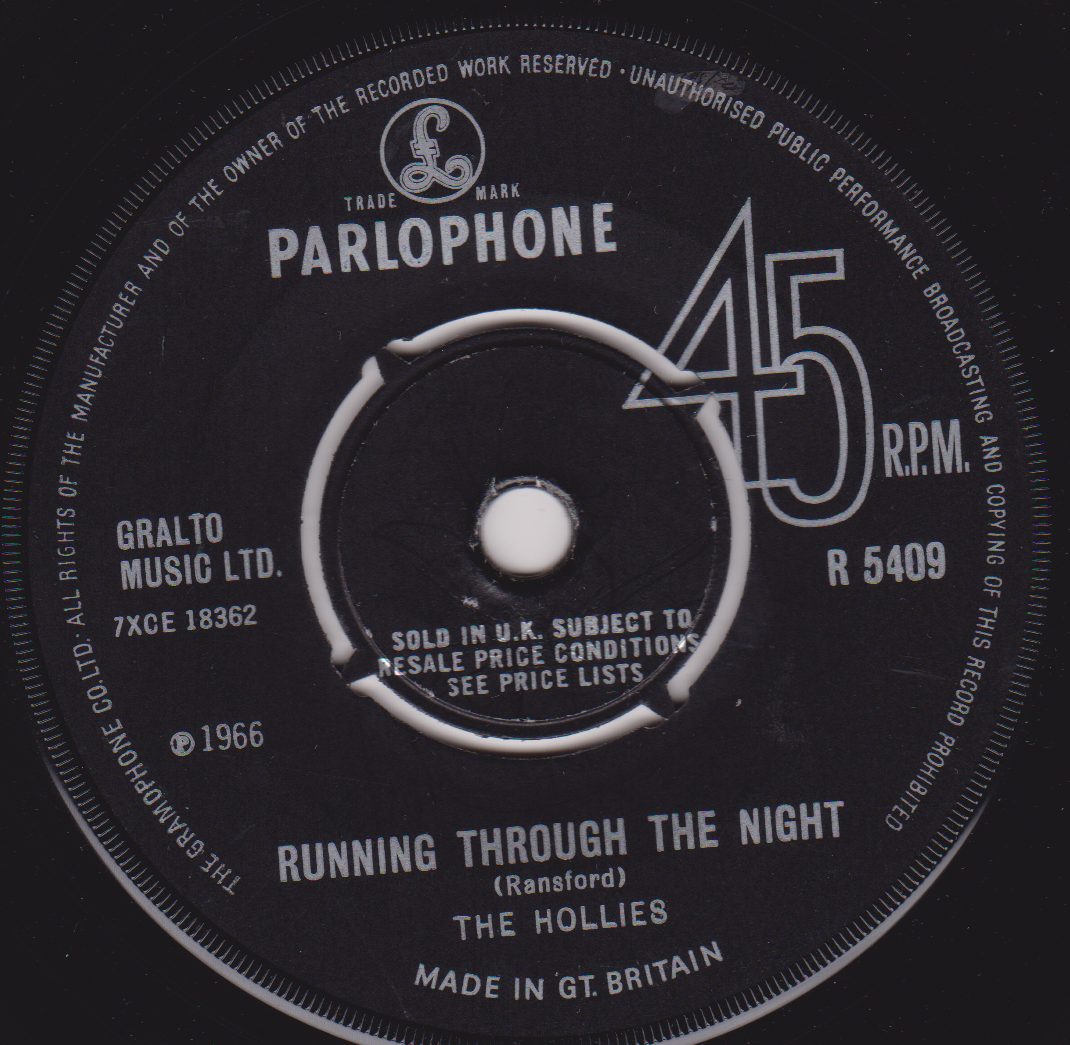 THE GRAMOPHONE CO. LTD. ALL RIGHTS OF THE MANUFACTURER AND OF THE OWNER OF THE RECORDED WORK RESERVED · UNAUTHORISED PUBLIC PERFORMANCE BROADCASTING AND COPYING OF THIS RECORD PROHIBITED
£
TRADE MARK
PARLOPHONE
45 R.P.M.
GRALTO
MUSIC LTD.
7XCE 18362
R 5409
SOLD IN U.K. SUBJECT TO
RESALE PRICE CONDITIONS
SEE PRICE LISTS
℗ 1966
RUNNING THROUGH THE NIGHT
(Ransford)
THE HOLLIES
MADE IN GT. BRITAIN